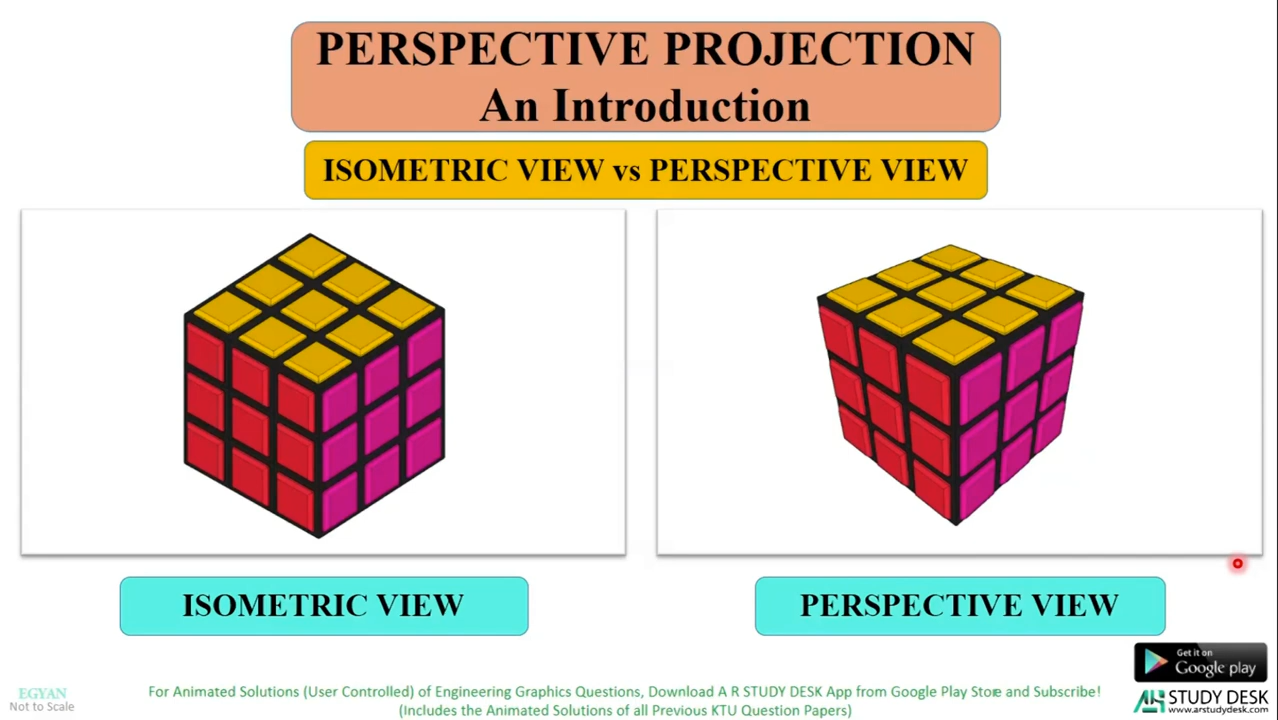 PERSPECTIVE PROJECTION
An Introduction
ISOMETRIC VIEW vs PERSPECTIVE VIEW
ISOMETRIC VIEW
PERSPECTIVE VIEW
Get it on
Google play
EGYAN
Not to Scale
For Animated Solutions (User Controlled) of Engineering Graphics Questions, Download A R STUDY DESK App from Google Play Store and Subscribe!
(Includes the Animated Solutions of all Previous KTU Question Papers)
AR STUDY DESK
www.arstudydesk.com